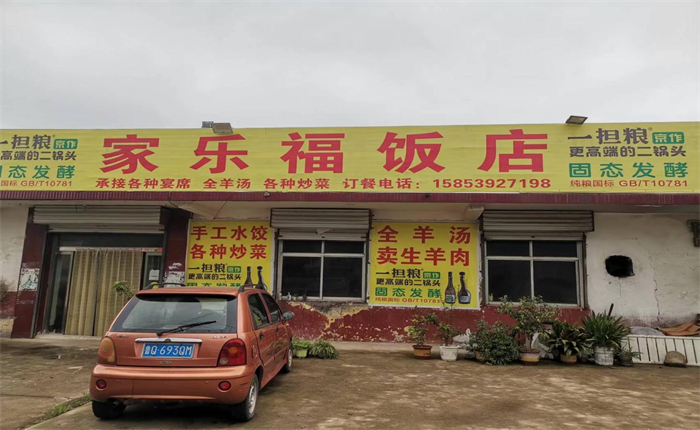 一担粮 京作
更高端的二锅头
固态发酵
GB/T10781
家乐福饭店
承接各种宴席 全羊汤 各种炒菜 订餐电话：15853927198
一担粮 京作
更高端的二锅头
固态发酵
纯粮国标 GB/T10781
手工水饺
各种炒菜
一担粮 京作
更高端的二锅头
全羊汤
卖生羊肉
一担粮 京作
更高端的二锅头
固态发酵
纯粮国标 GB/T10781
鲁Q·693QM